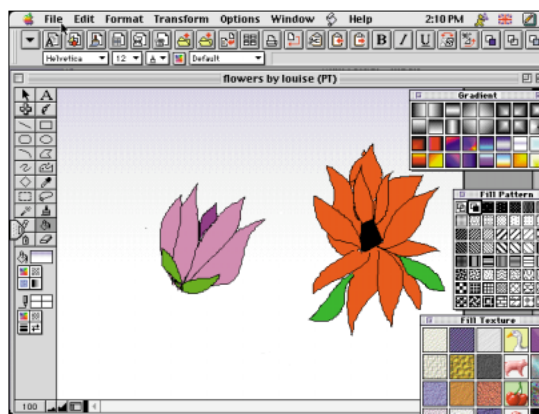 File Edit Format Transform Options Window Help 2:10 PM
B I U
Helvetica 12 A Default
flowers by louise (PT)
Gradient
A
Fill Pattern
Fill Texture
100